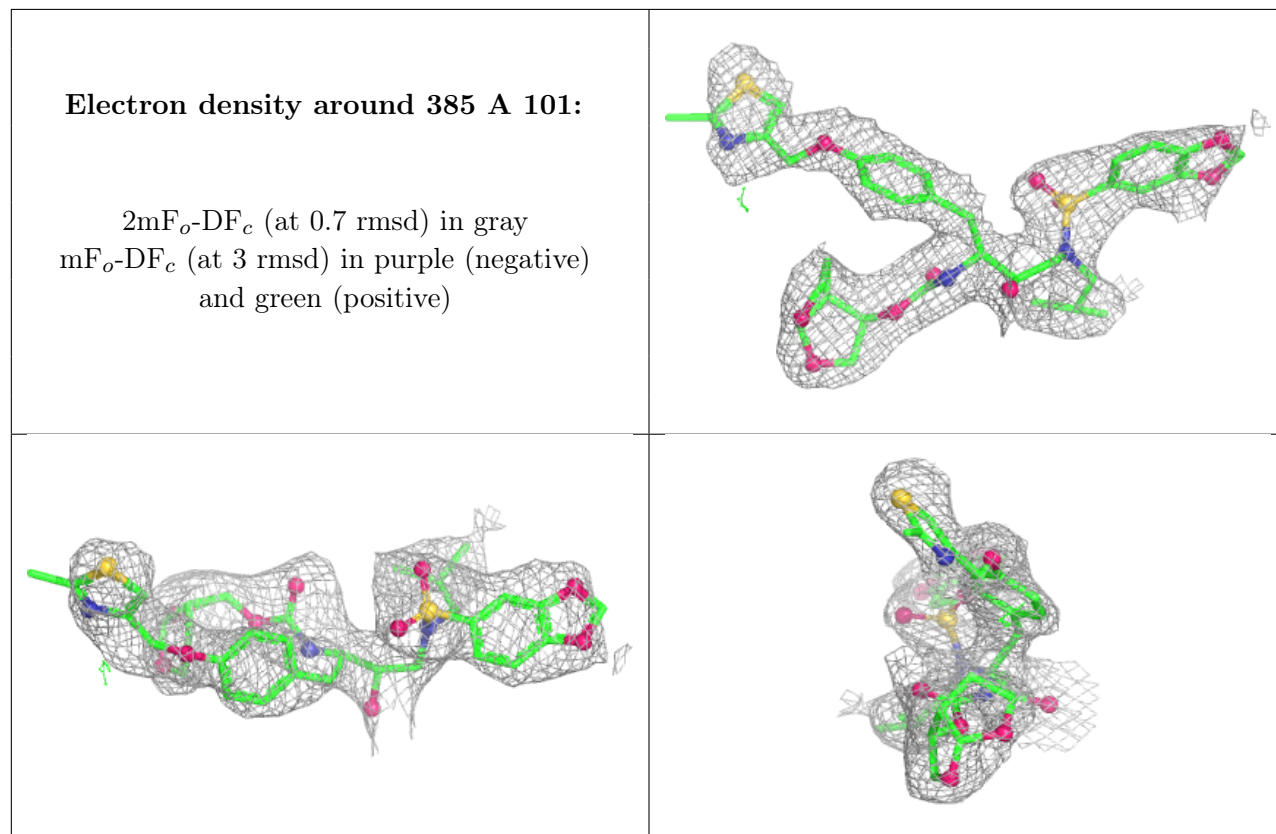 Electron density around 385 A 101:
2mFo-DFc (at 0.7 rmsd) in gray
mFo-DFc (at 3 rmsd) in purple (negative)
and green (positive)